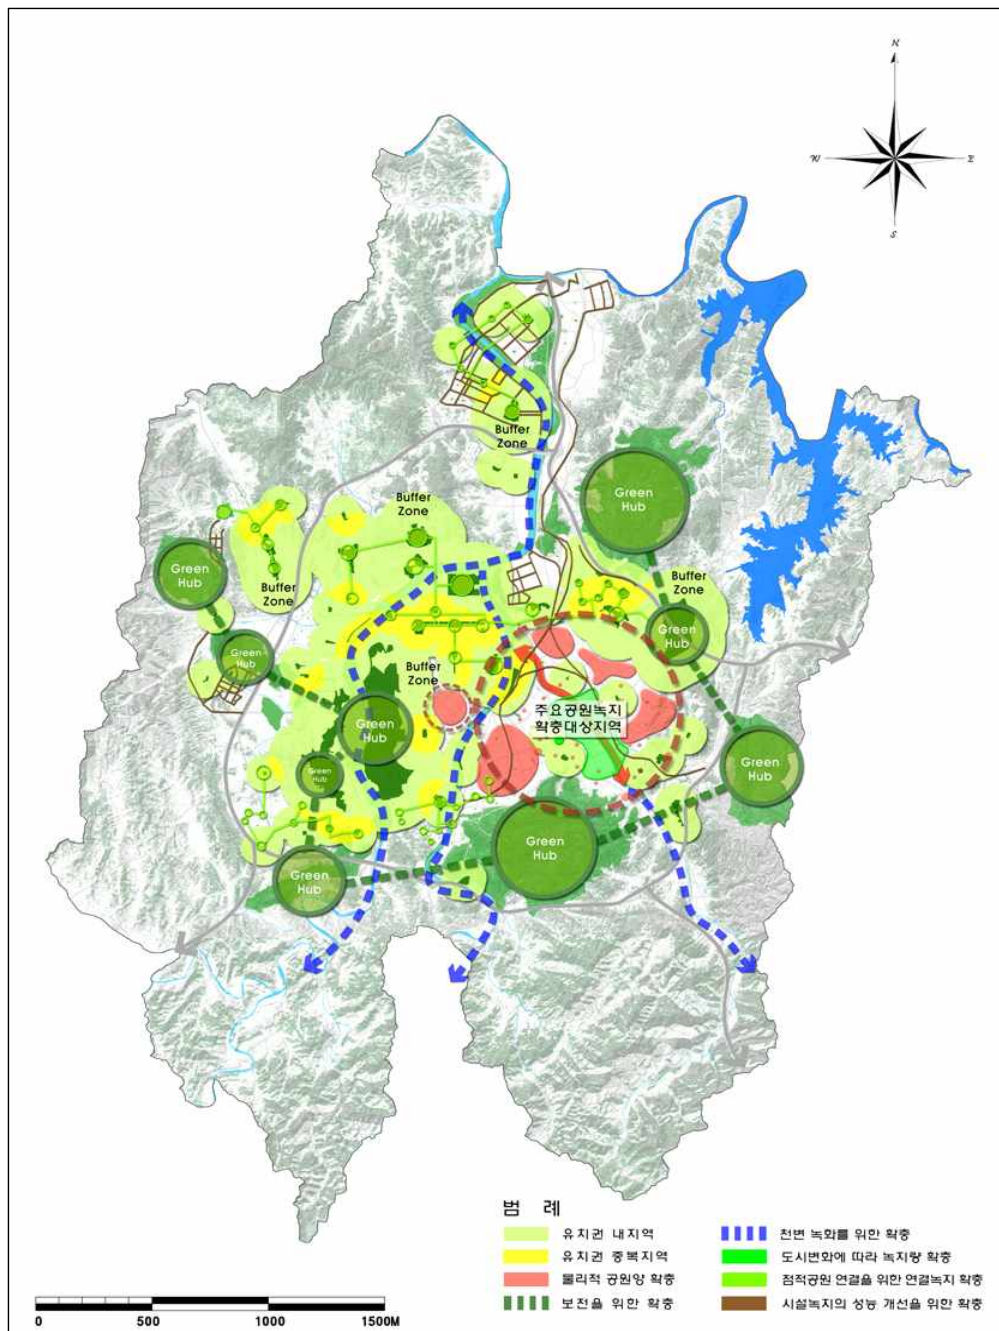 N
W
E
S
Buffer
Zone
Green
Hub
Buffer
Zone
Green
Hub
Buffer
Zone
Buffer
Zone
Green
Hub
Green
Hub
Buffer
Zone
주요공원녹지
확충대상지역
Green
Hub
Green
Hub
Green
Hub
Green
Hub
Green
Hub
범 례
유치권 내지역
유치권 중복지역
물리적 공원양 확충
보전을 위한 확충
천변 녹화를 위한 확충
도시변화에 따라 녹지량 확충
점적공원 연결을 위한 연결녹지 확충
시설녹지의 성능 개선을 위한 확충
0 500 1000 1500M